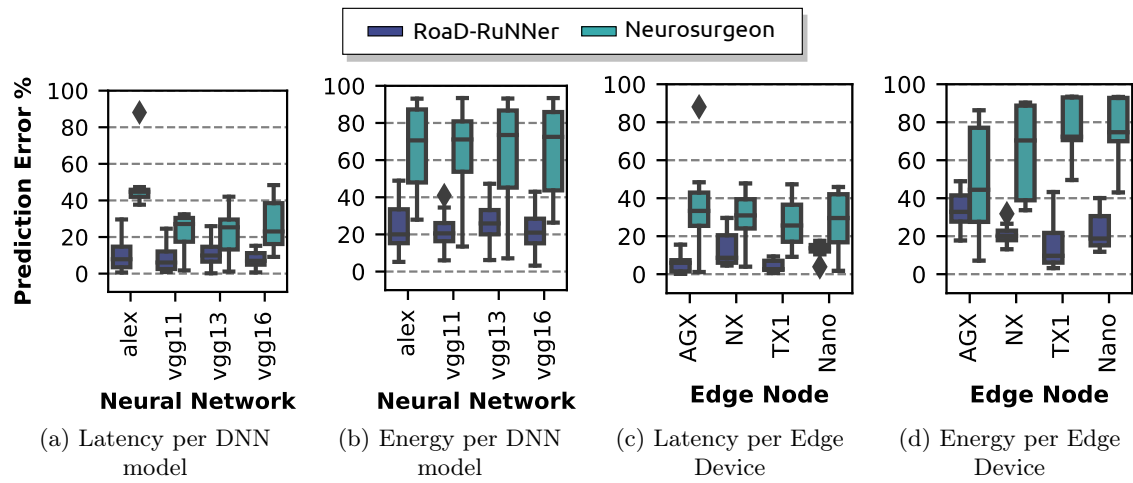 RoaD-RuNNer Neurosurgeon
Prediction Error %
100
80
60
40
20
0
alex
vgg11
vgg13
vgg16
Neural Network
(a) Latency per DNN
model
100
80
60
40
20
0
alex
vgg11
vgg13
vgg16
Neural Network
(b) Energy per DNN
model
100
80
60
40
20
0
AGX
NX
TX1
Nano
Edge Node
(c) Latency per Edge
Device
100
80
60
40
20
0
AGX
NX
TX1
Nano
Edge Node
(d) Energy per Edge
Device